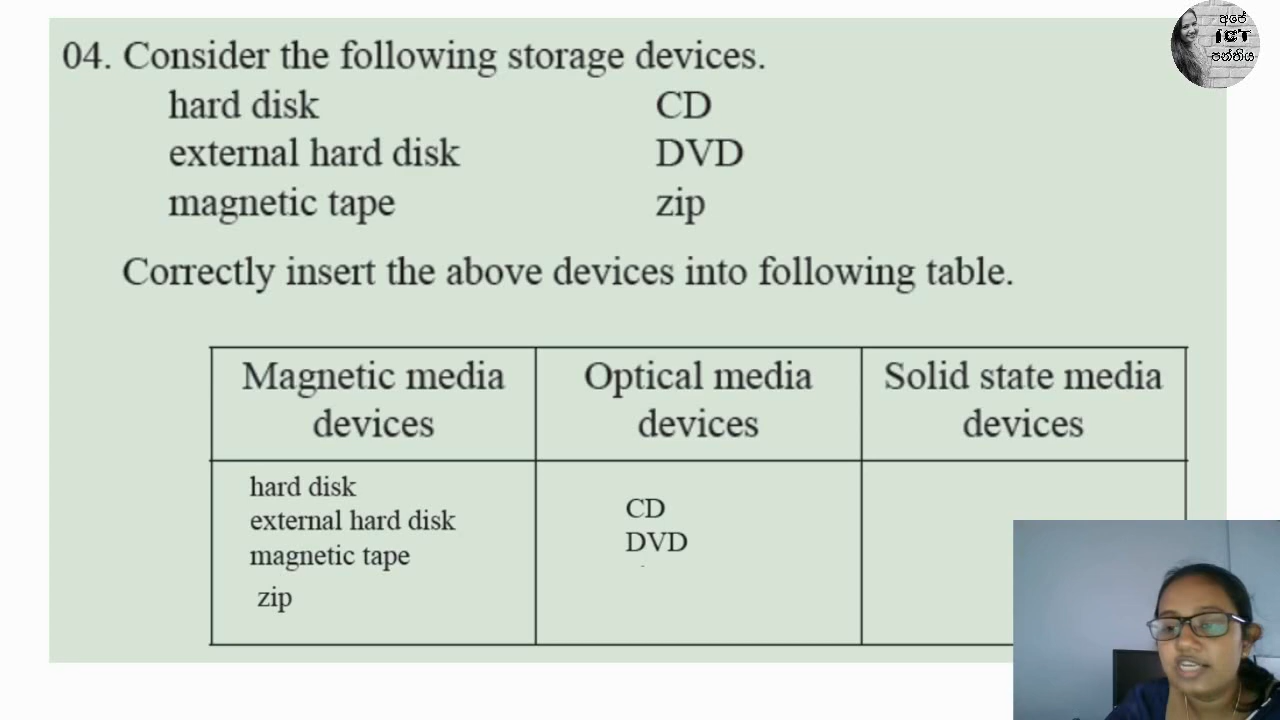 අපේ
ICT
පන්තිය
04. Consider the following storage devices.
hard disk CD
external hard disk DVD
magnetic tape zip
Correctly insert the above devices into following table.
Magnetic media devices
Optical media devices
Solid state media devices
hard disk
external hard disk
magnetic tape
zip
CD
DVD